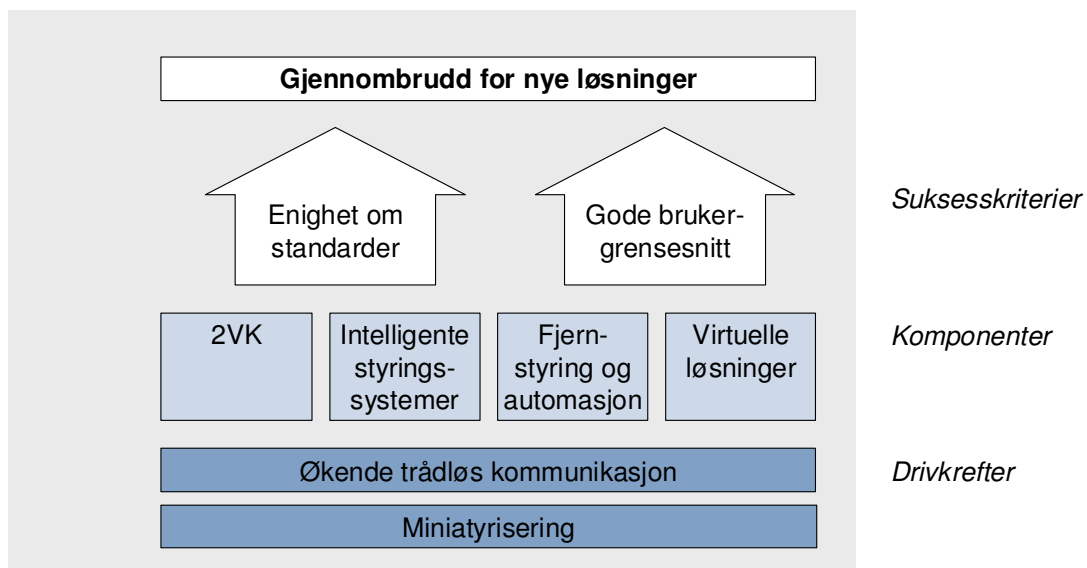 Gjennombrudd for nye løsninger
Enighet om
standarder
Gode bruker-
grensesnitt
Suksesskriterier
2VK
Intelligente
styrings-
systemer
Fjern-
styring og
automasjon
Virtuelle
løsninger
Komponenter
Økende trådløs kommunikasjon
Drivkrefter
Miniatyrisering